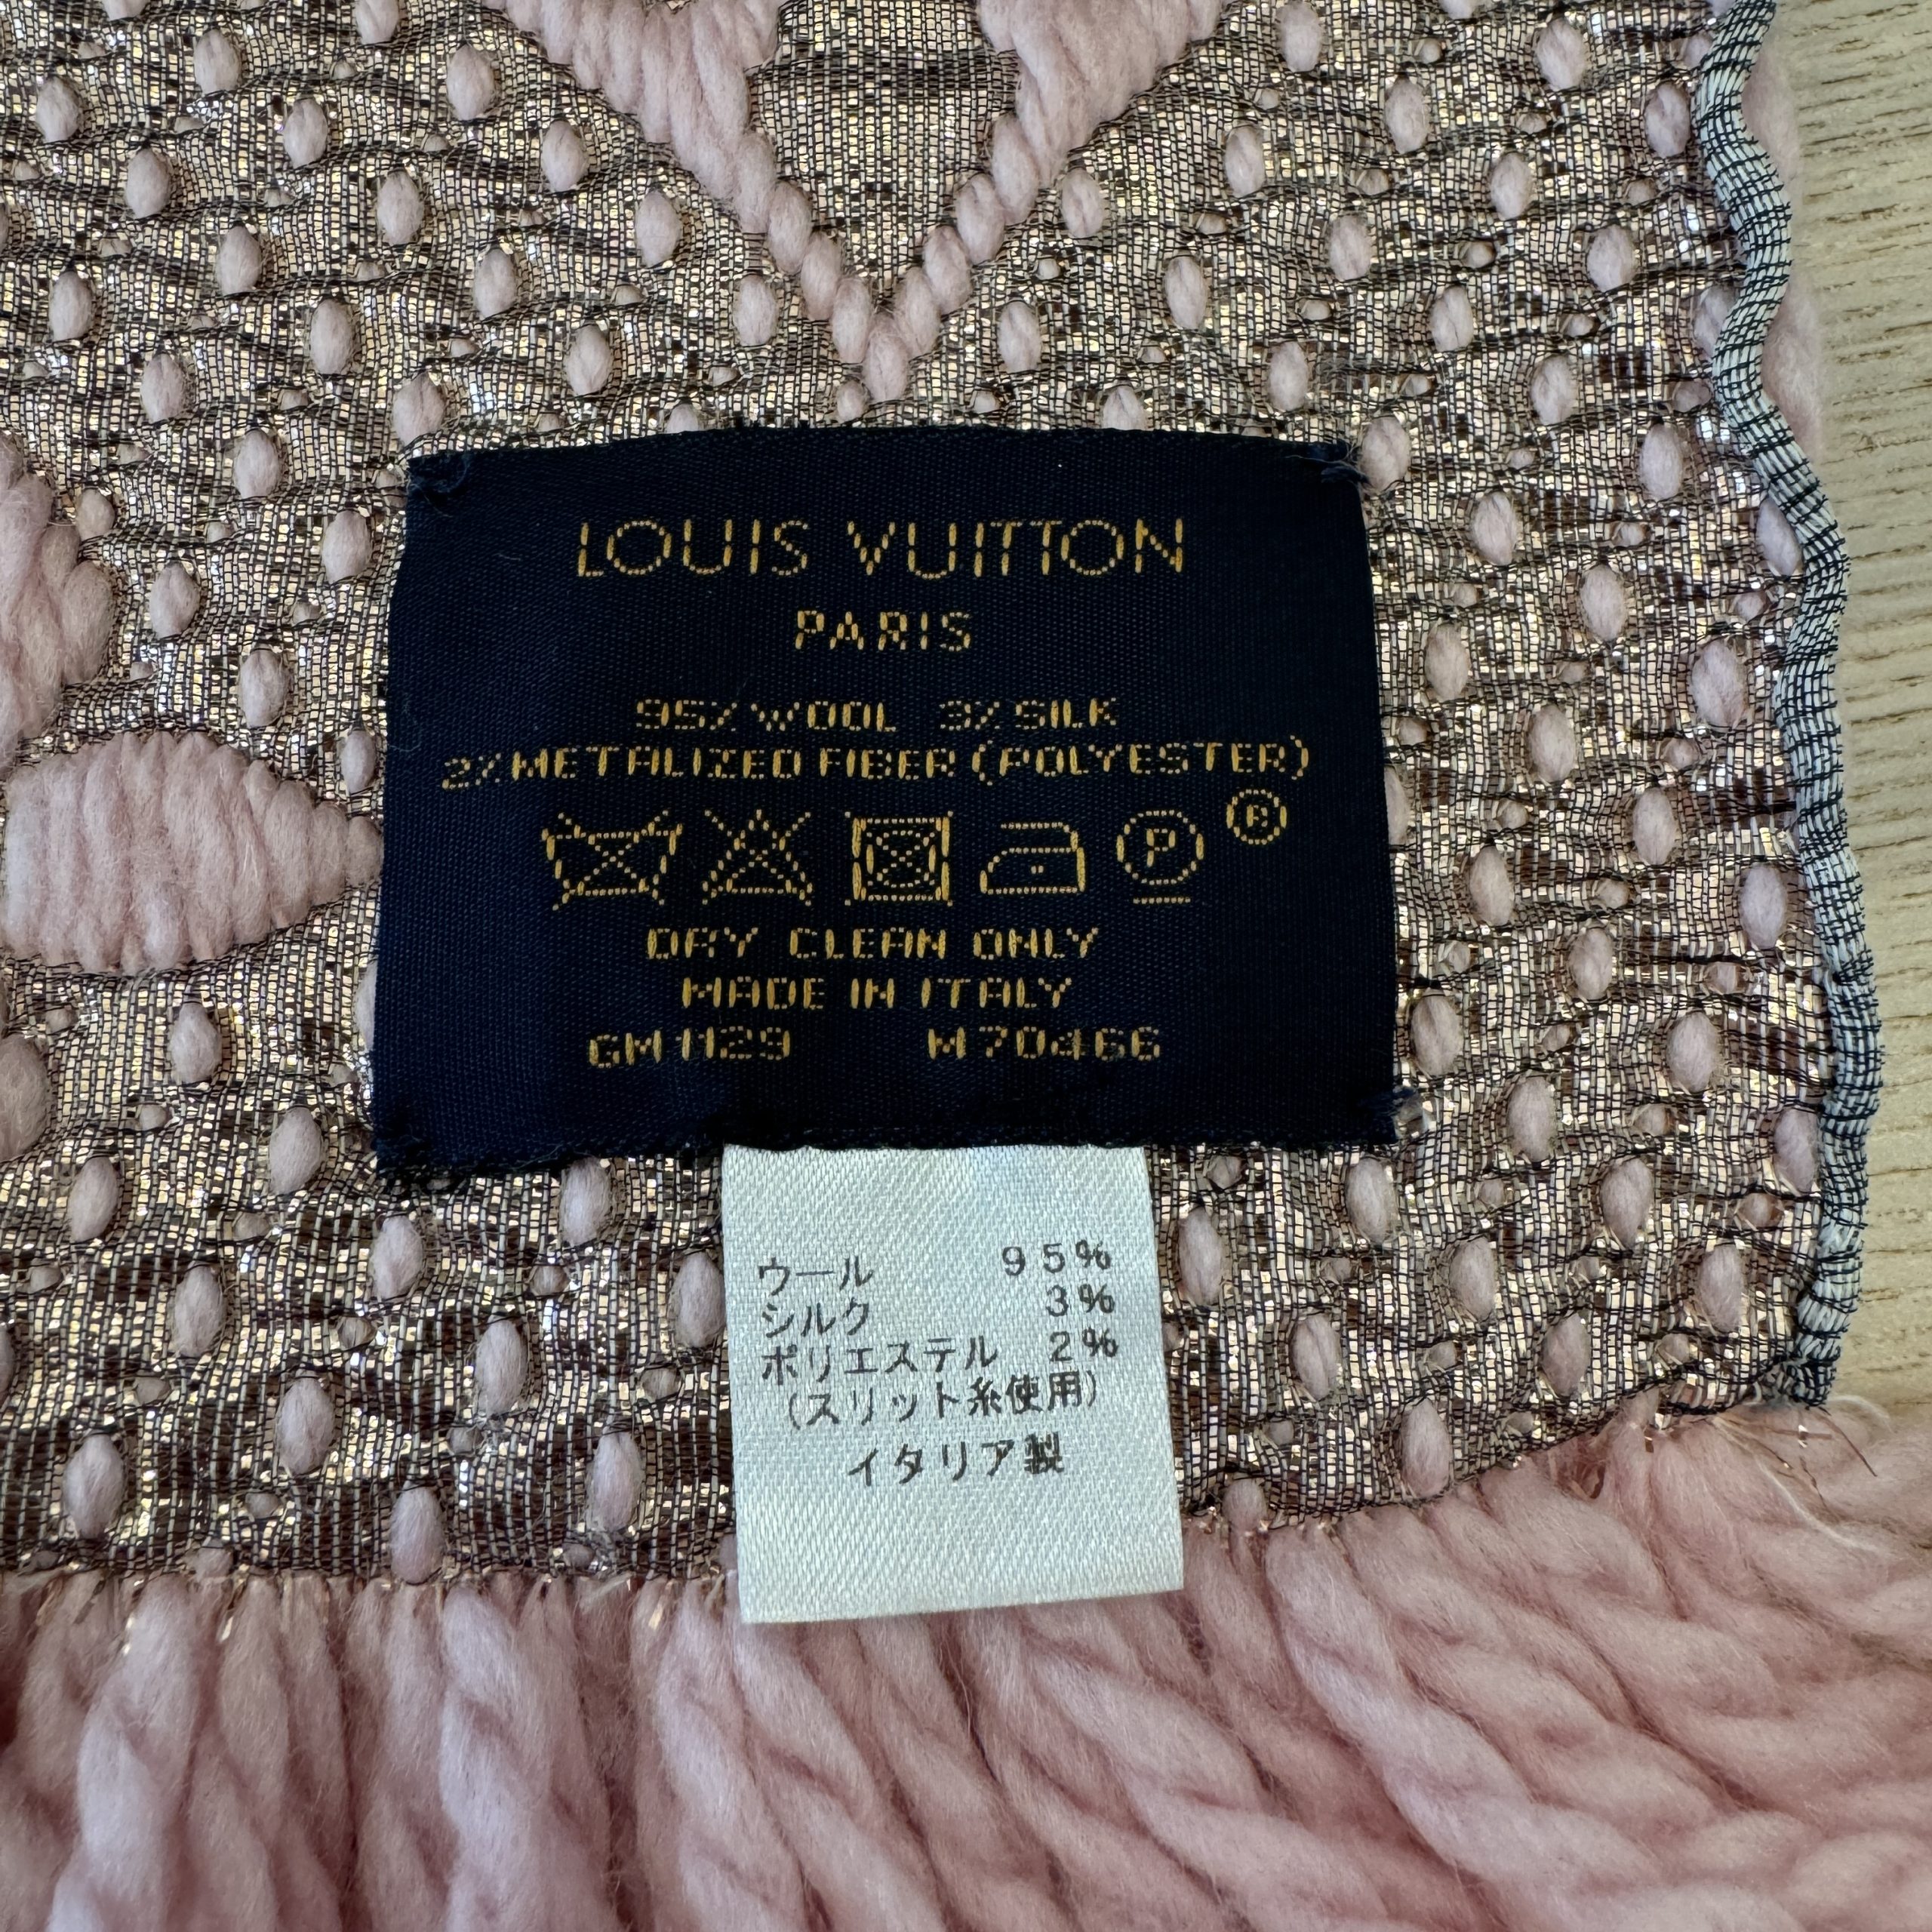 LOUIS VUITTON
PARIS
95% WOOL 3% SILK
2% METALIZED FIBER (POLYESTER)
P ®
DRY CLEAN ONLY
MADE IN ITALY
GM1129 M70466
ウール 95%
シルク 3%
ポリエステル 2%
(スリット糸使用)
イタリア製